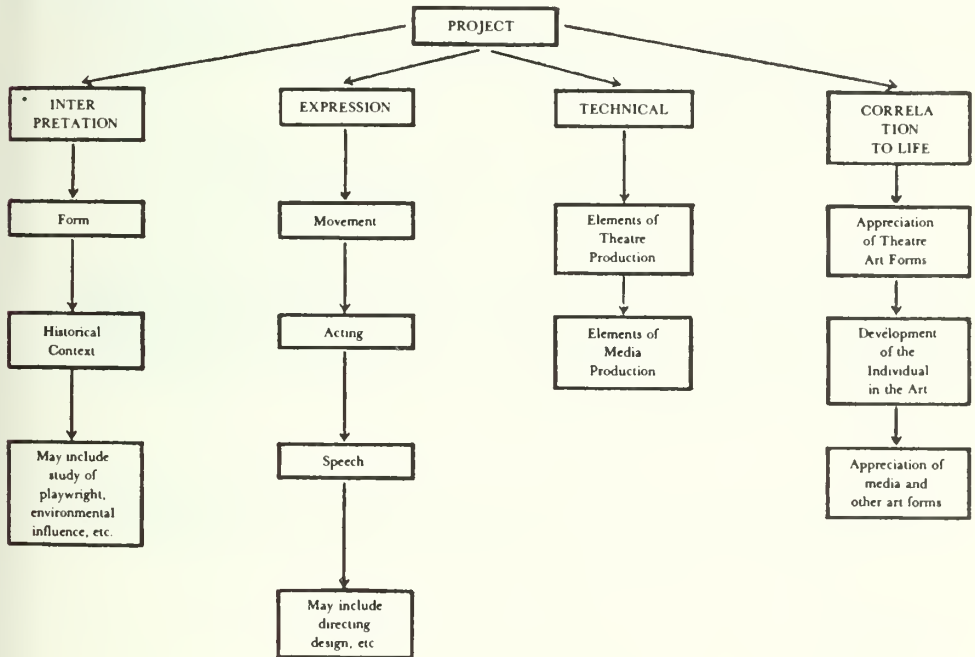 PROJECT
INTER
PRETATION
Form
Historical
Context
May include
study of
playwright,
environmental
influence, etc.
EXPRESSION
Movement
Acting
Speech
May include
directing
design, etc
TECHNICAL
Elements of
Theatre
Production
Elements of
Media
Production
CORRELA
TION
TO LIFE
Appreciation
of Theatre
Art Forms
Development
of the
Individual
in the Art
Appreciation of
media and
other art forms